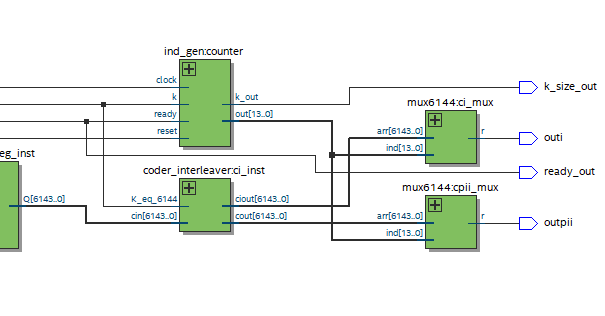 ind_gen:counter
clock
k
ready
reset
k_out
out[13..0]
k_size_out
mux6144:ci_mux
arr[6143..0]
ind[13..0]
r
outi
ready_out
eg_inst
Q[6143..0]
coder_interleaver:ci_inst
K_eq_6144
cin[6143..0]
ciout[6143..0]
cout[6143..0]
mux6144:cpii_mux
arr[6143..0]
ind[13..0]
r
outpii